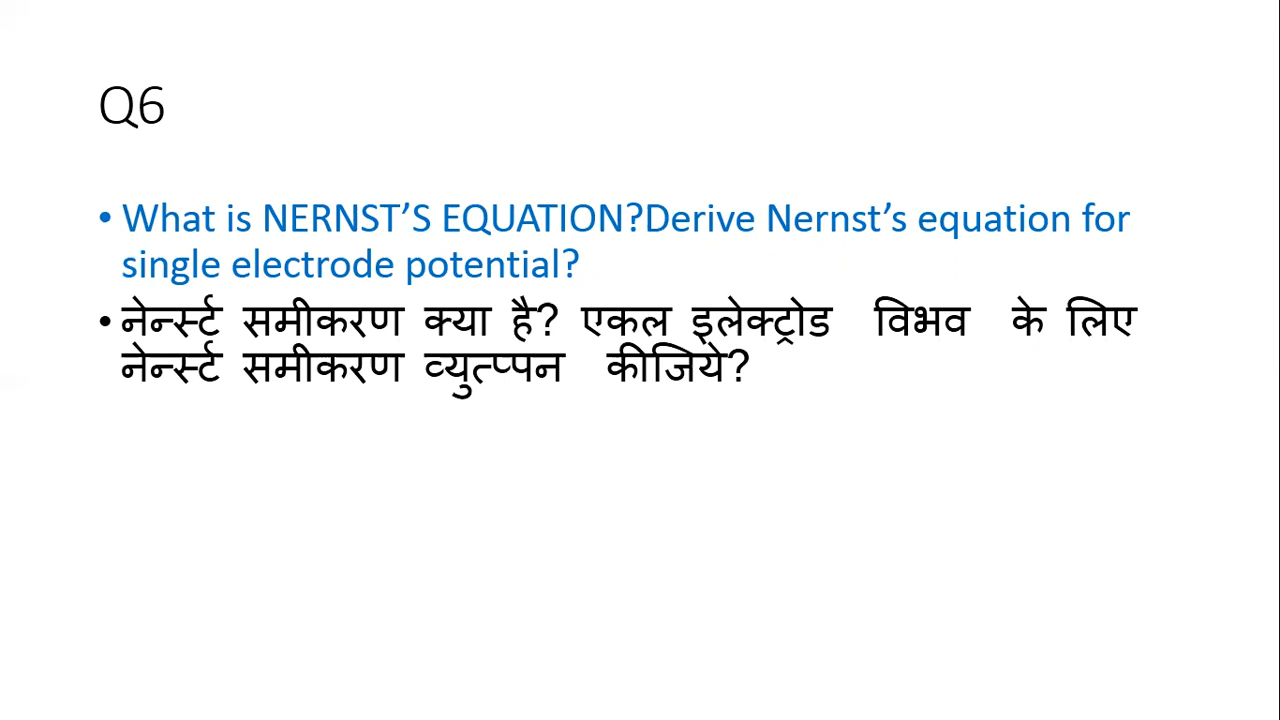 Q6
• What is NERNST’S EQUATION?Derive Nernst’s equation for
single electrode potential?
• नेर्न्स्ट समीकरण क्या है? एकल इलेक्ट्रोड विभव के लिए
नेर्न्स्ट समीकरण व्युत्प्पन कीजिये?